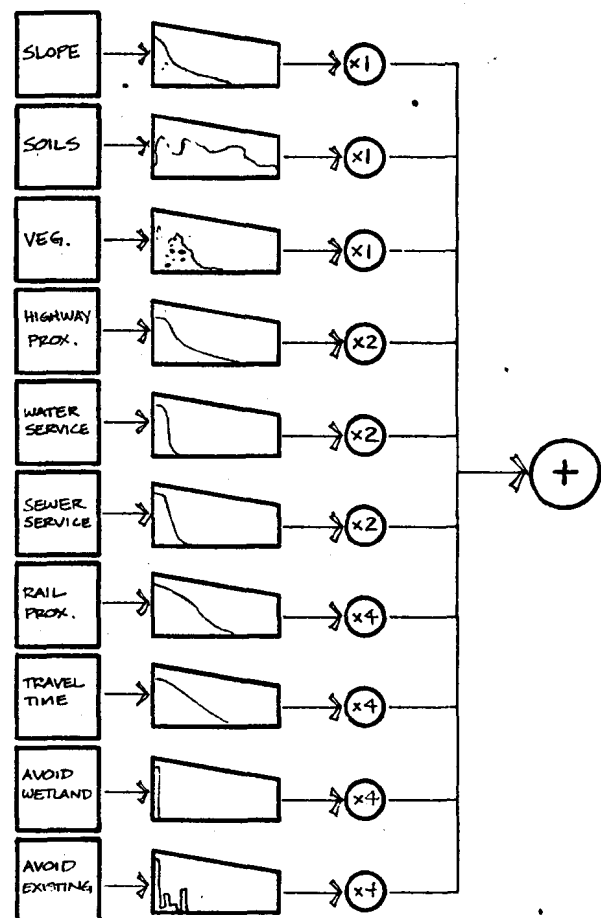 SLOPE
×1
SOILS
×1
VEG.
×1
HIGHWAY
PROX.
×2
WATER
SERVICE
×2
SEWER
SERVICE
×2
RAIL
PROX.
×4
TRAVEL
TIME
×4
AVOID
WETLAND
×4
AVOID
EXISTING
×4
+